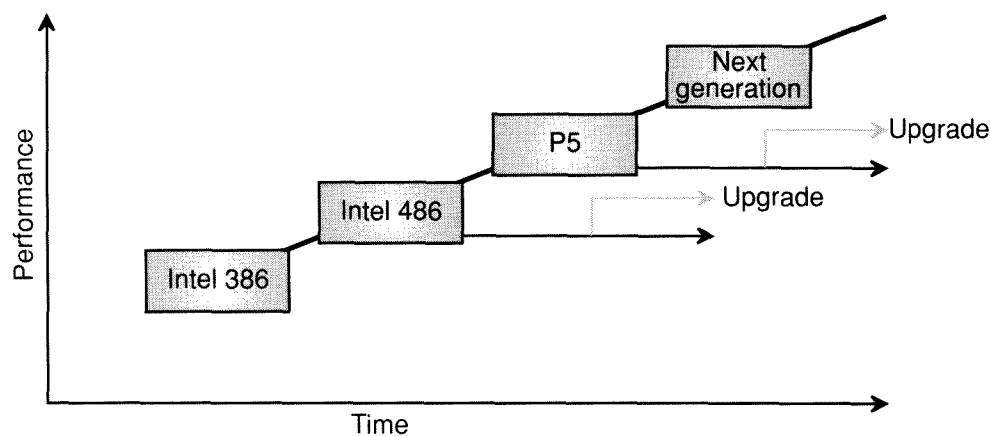 Next
generation
P5
Upgrade
Intel 486
Upgrade
Intel 386
Performance
Time